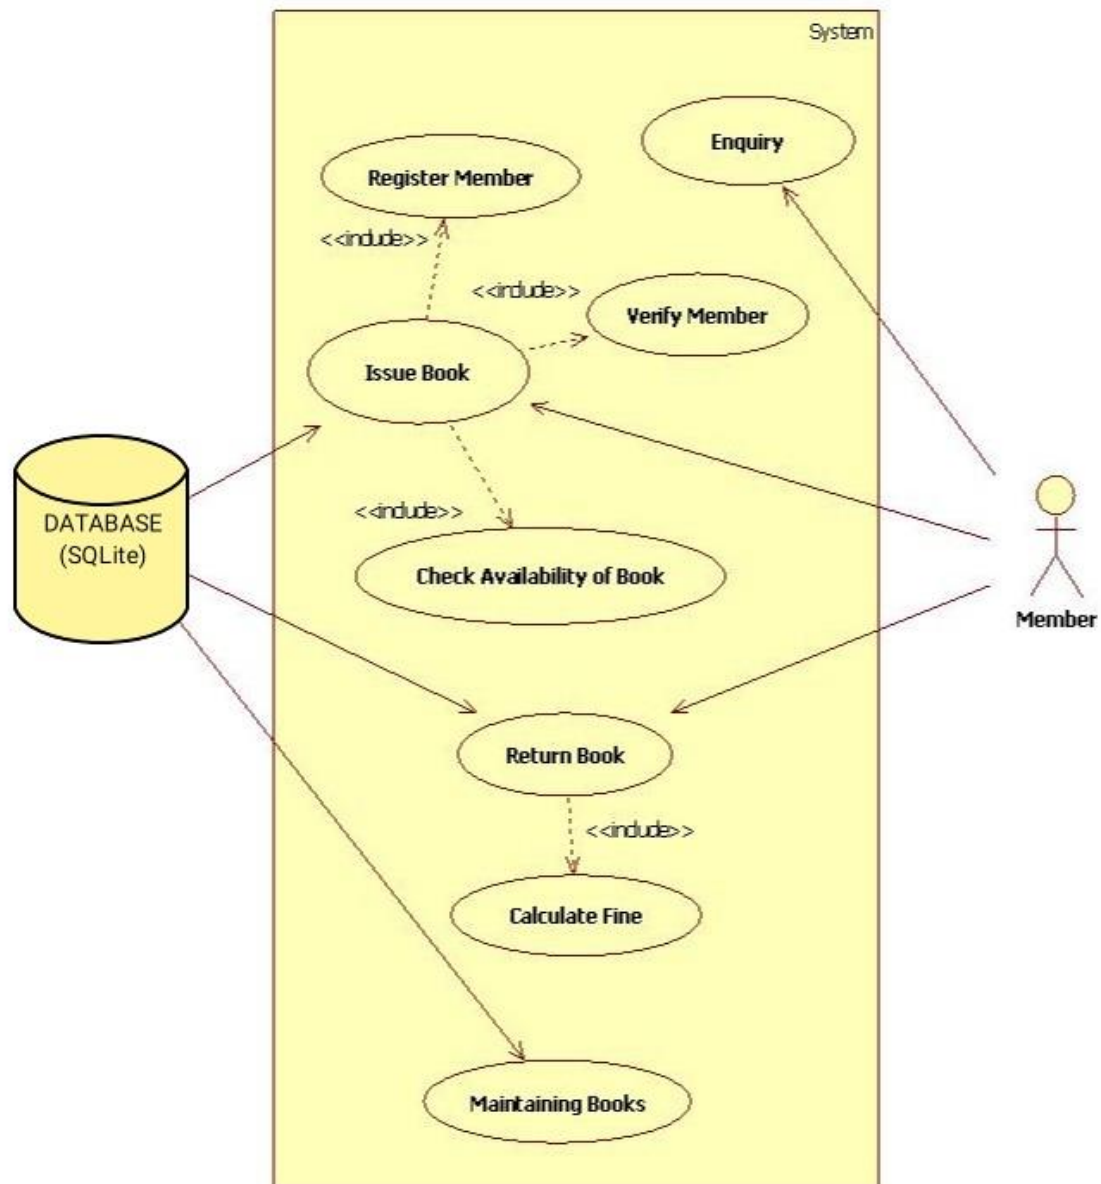 System
Enquiry
Register Member
<<include>>
<<include>>
Verify Member
Issue Book
DATABASE
(SQLite)
<<include>>
Check Availability of Book
Member
Return Book
<<include>>
Calculate Fine
Maintaining Books